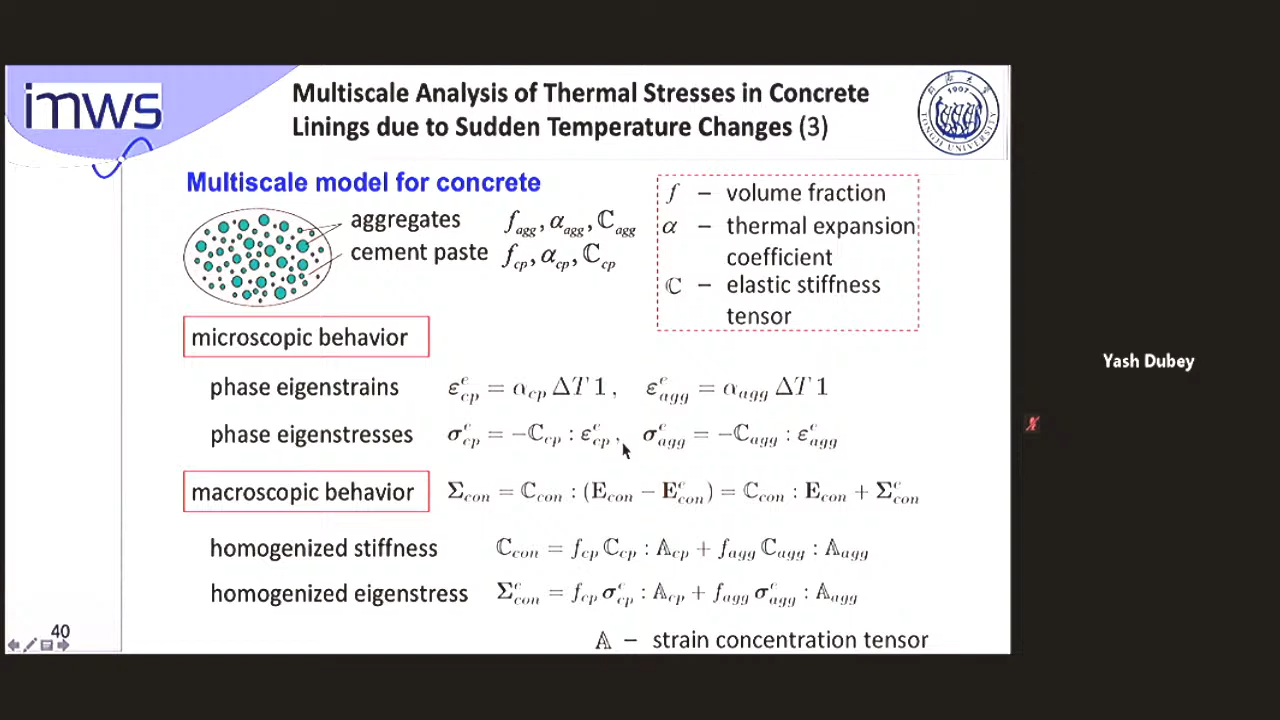 imws
Multiscale Analysis of Thermal Stresses in Concrete
Linings due to Sudden Temperature Changes (3)
1907
TONGJI UNIVERSITY
Multiscale model for concrete
aggregates f_agg, α_agg, ℂ_agg
cement paste f_cp, α_cp, ℂ_cp
f – volume fraction
α – thermal expansion
coefficient
ℂ – elastic stiffness
tensor
microscopic behavior
phase eigenstrains ε^e_cp = α_cp ΔT 1, ε^e_agg = α_agg ΔT 1
phase eigenstresses σ^e_cp = −ℂ_cp : ε^e_cp, σ^e_agg = −ℂ_agg : ε^e_agg
macroscopic behavior Σ_con = ℂ_con : (E_con − E^e_con) = ℂ_con : E_con + Σ^e_con
homogenized stiffness ℂ_con = f_cp ℂ_cp : 𝔸_cp + f_agg ℂ_agg : 𝔸_agg
homogenized eigenstress Σ^e_con = f_cp σ^e_cp : 𝔸_cp + f_agg σ^e_agg : 𝔸_agg
𝔸 – strain concentration tensor
40
Yash Dubey